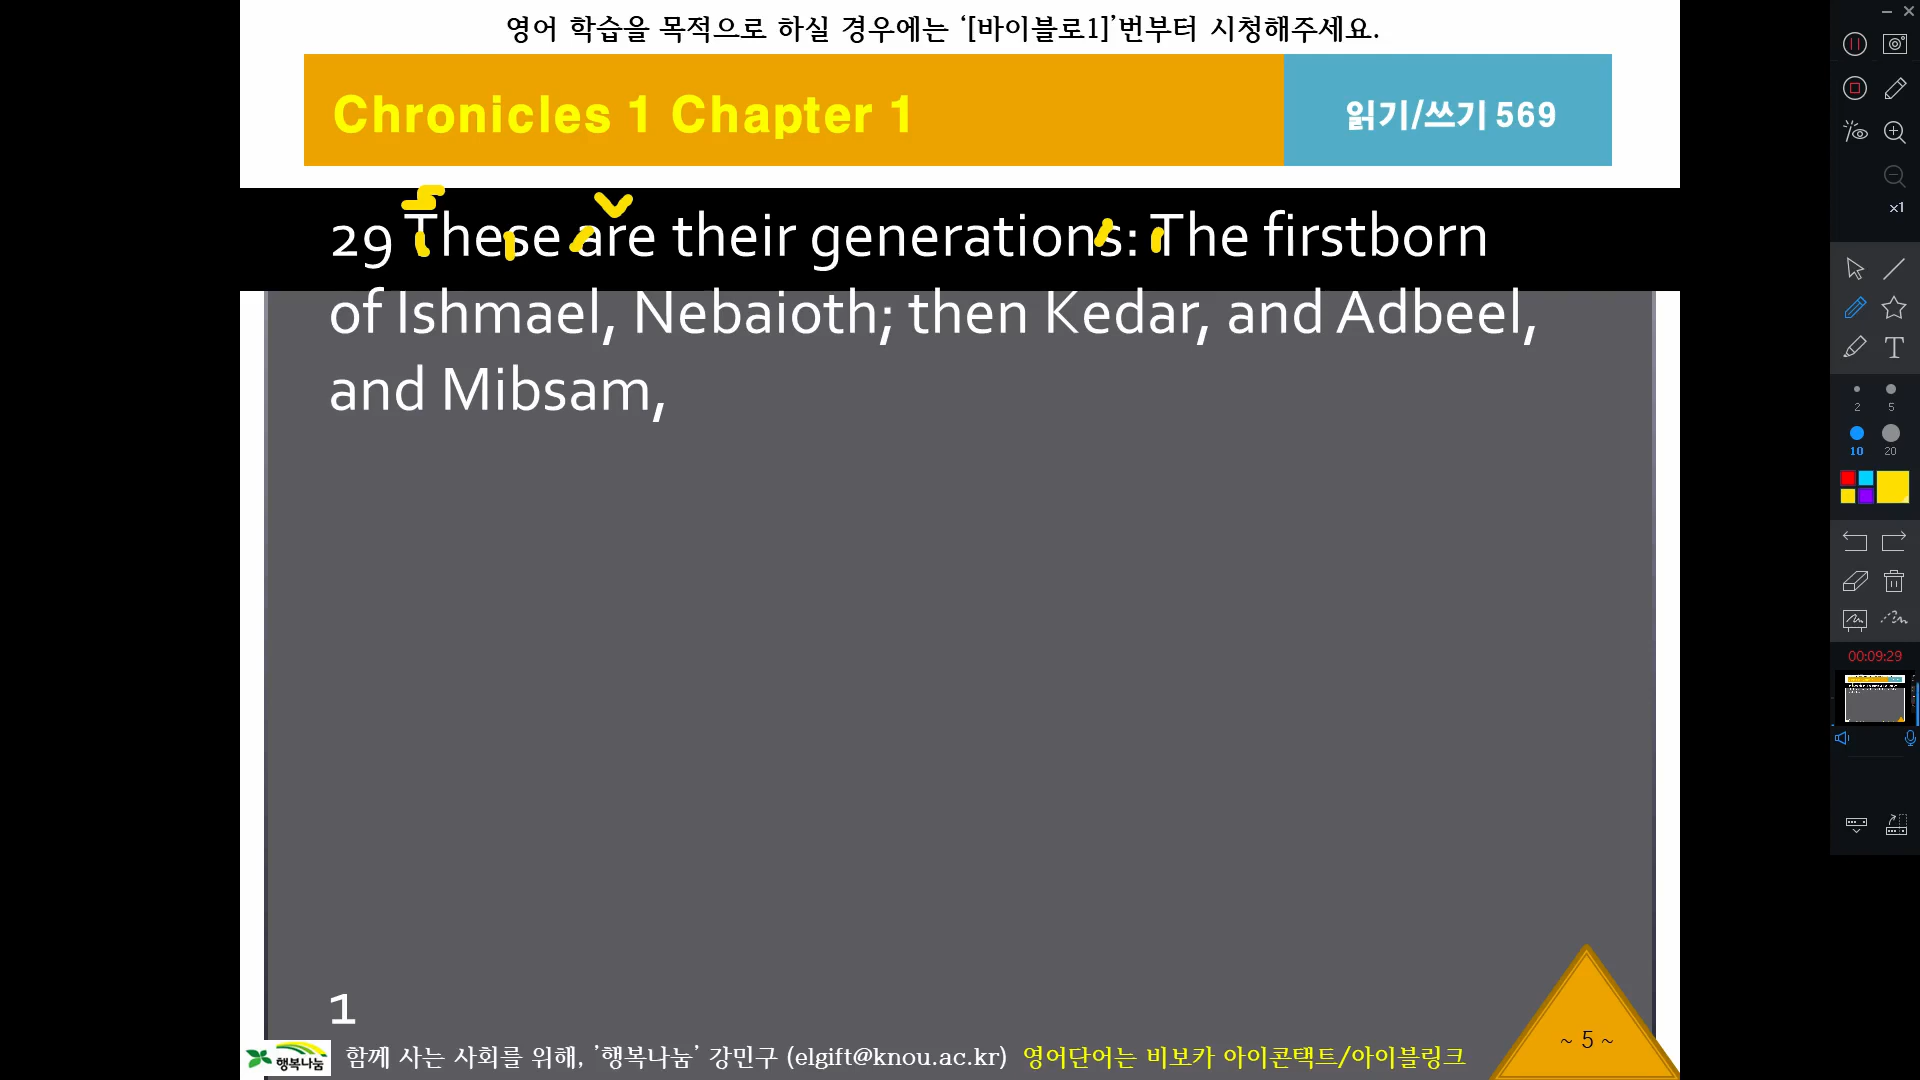 영어 학습을 목적으로 하실 경우에는 ‘[바이블로1]’번부터 시청해주세요.
Chronicles 1 Chapter 1
읽기/쓰기 569
29 These are their generations: The firstborn
of Ishmael, Nebaioth; then Kedar, and Adbeel,
and Mibsam,
1
행복나눔 함께 사는 사회를 위해, ’행복나눔’ 강민구 (elgift@knou.ac.kr) 영어단어는 비보카 아이콘택트/아이블링크
~ 5 ~
x1
T
2 5
10 20
00:09:29